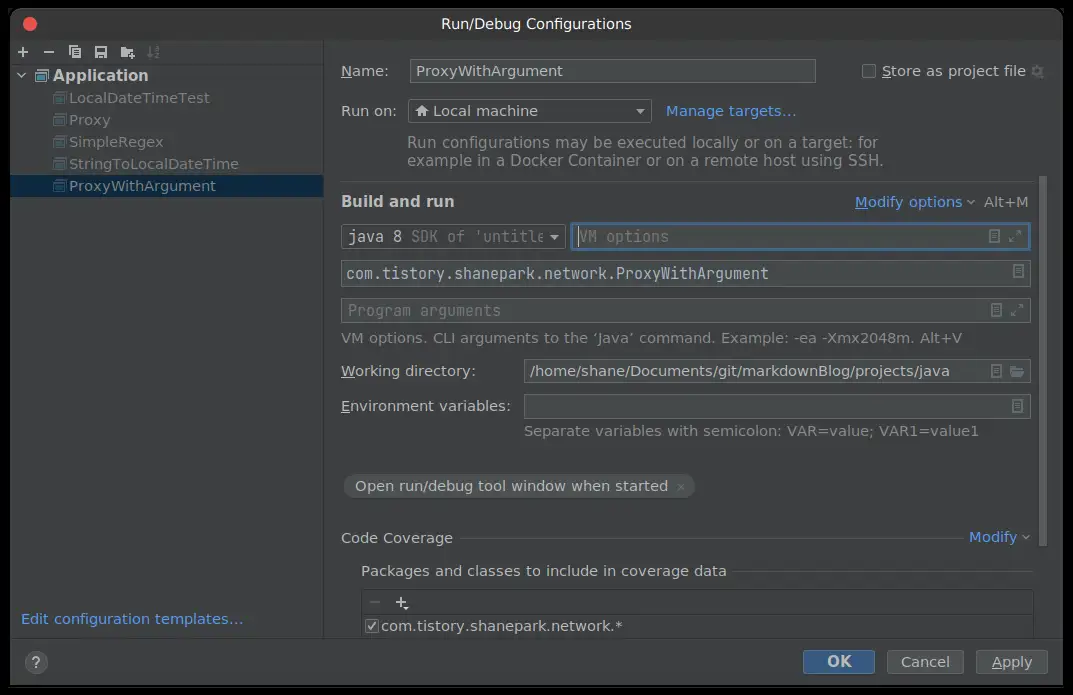 Run/Debug Configurations
Application
LocalDateTimeTest
Proxy
SimpleRegex
StringToLocalDateTime
ProxyWithArgument
Edit configuration templates...
Name: ProxyWithArgument Store as project file
Run on: Local machine Manage targets...
Run configurations may be executed locally or on a target: for
example in a Docker Container or on a remote host using SSH.
Build and run Modify options Alt+M
java 8 SDK of 'untitle VM options
com.tistory.shanepark.network.ProxyWithArgument
Program arguments
VM options. CLI arguments to the ‘Java’ command. Example: -ea -Xmx2048m. Alt+V
Working directory: /home/shane/Documents/git/markdownBlog/projects/java
Environment variables:
Separate variables with semicolon: VAR=value; VAR1=value1
Open run/debug tool window when started ×
Code Coverage Modify
Packages and classes to include in coverage data
com.tistory.shanepark.network.*
? OK Cancel Apply